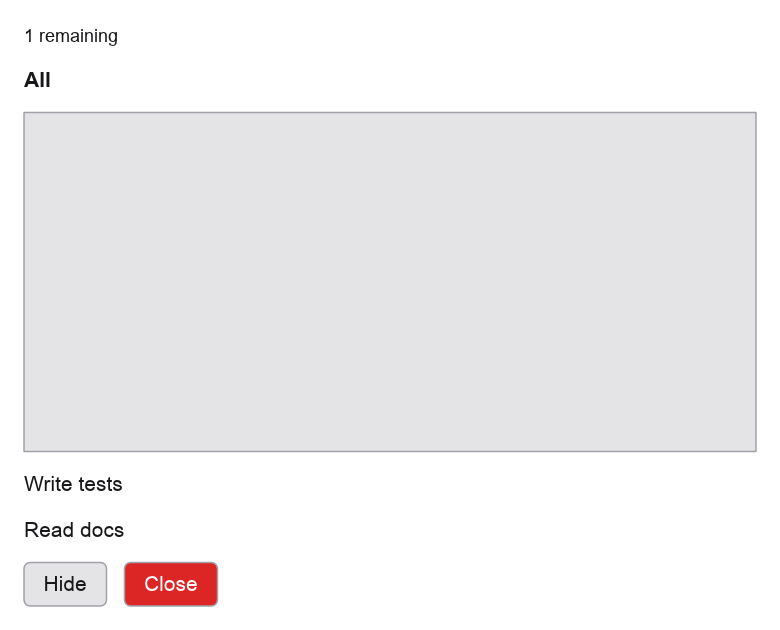 1 remaining
All
Write tests
Read docs
Hide Close